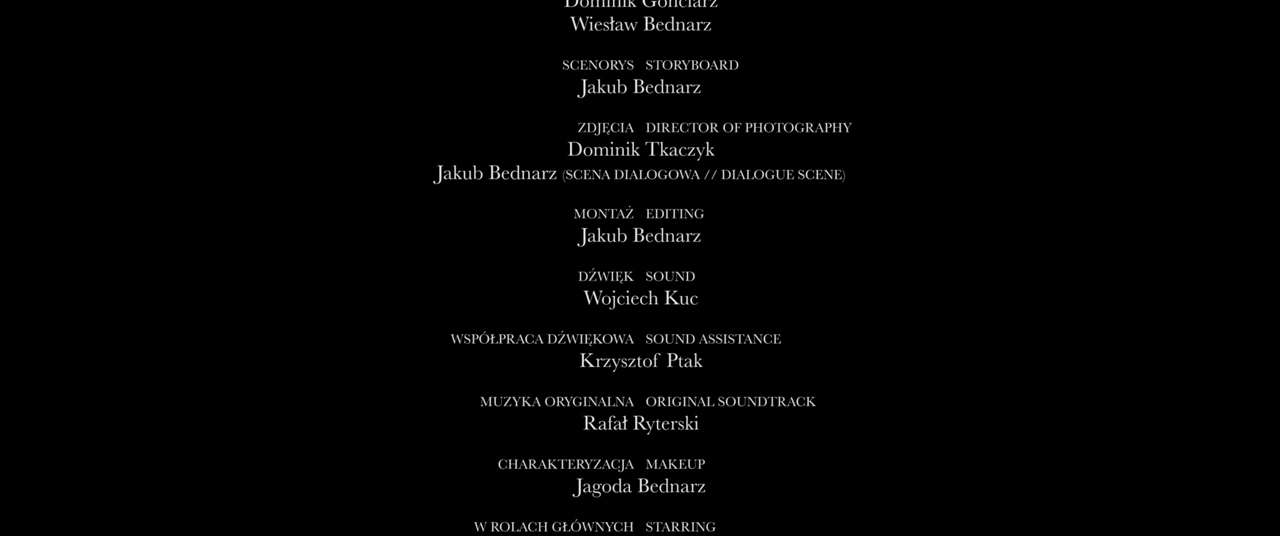 Dominik Gonciarz
Wiesław Bednarz
SCENORYS STORYBOARD
Jakub Bednarz
ZDJĘCIA DIRECTOR OF PHOTOGRAPHY
Dominik Tkaczyk
Jakub Bednarz (SCENA DIALOGOWA // DIALOGUE SCENE)
MONTAŻ EDITING
Jakub Bednarz
DŹWIĘK SOUND
Wojciech Kuc
WSPÓŁPRACA DŹWIĘKOWA SOUND ASSISTANCE
Krzysztof Ptak
MUZYKA ORYGINALNA ORIGINAL SOUNDTRACK
Rafał Ryterski
CHARAKTERYZACJA MAKEUP
Jagoda Bednarz
W ROLACH GŁÓWNYCH STARRING